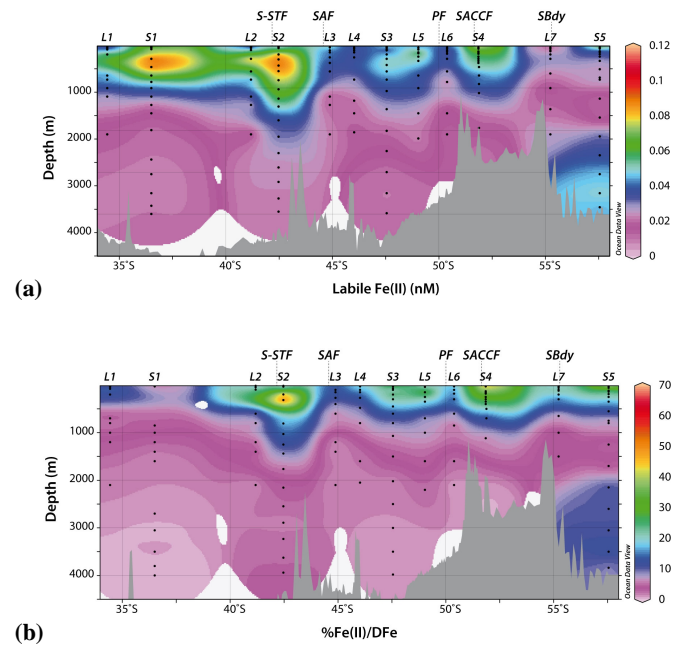 S-STF SAF PF SACCF SBdy
L1 S1 L2 S2 L3 L4 S3 L5 L6 S4 L7 S5
0.12
0.1
1000
0.08
2000
0.06
3000
0.04
0.02
4000
0
Depth (m)
Ocean Data View
35°S 40°S 45°S 50°S 55°S
(a) Labile Fe(II) (nM)
S-STF SAF PF SACCF SBdy
L1 S1 L2 S2 L3 L4 S3 L5 L6 S4 L7 S5
70
60
1000
50
2000
40
30
3000
20
10
4000
0
Depth (m)
Ocean Data View
35°S 40°S 45°S 50°S 55°S
(b) %Fe(II)/DFe